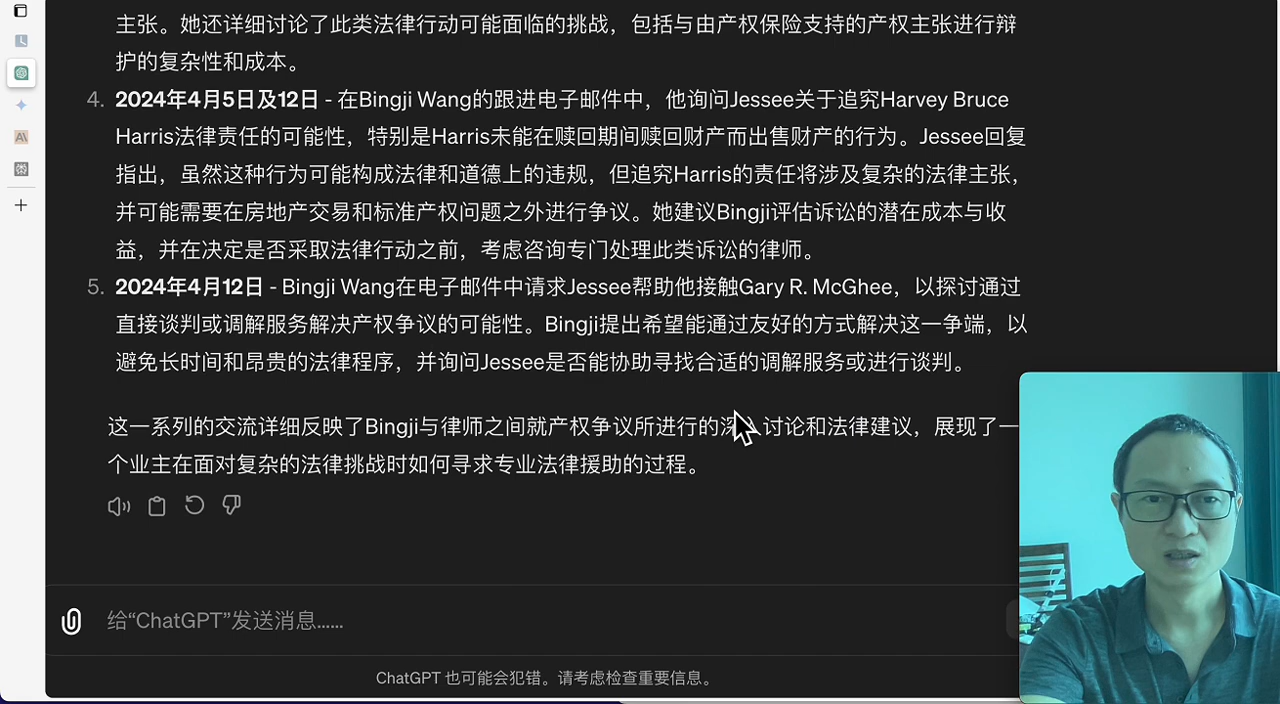 主张。她还详细讨论了此类法律行动可能面临的挑战，包括与由产权保险支持的产权主张进行辩
护的复杂性和成本。
4. 2024年4月5日及12日 - 在Bingji Wang的跟进电子邮件中，他询问Jessee关于追究Harvey Bruce
Harris法律责任的可能性，特别是Harris未能在赎回期间赎回财产而出售财产的行为。Jessee回复
指出，虽然这种行为可能构成法律和道德上的违规，但追究Harris的责任将涉及复杂的法律主张，
并可能需要在房地产交易和标准产权问题之外进行争议。她建议Bingji评估诉讼的潜在成本与收
益，并在决定是否采取法律行动之前，考虑咨询专门处理此类诉讼的律师。
5. 2024年4月12日 - Bingji Wang在电子邮件中请求Jessee帮助他接触Gary R. McGhee，以探讨通过
直接谈判或调解服务解决产权争议的可能性。Bingji提出希望能通过友好的方式解决这一争端，以
避免长时间和昂贵的法律程序，并询问Jessee是否能协助寻找合适的调解服务或进行谈判。
这一系列的交流详细反映了Bingji与律师之间就产权争议所进行的深入讨论和法律建议，展现了一
个业主在面对复杂的法律挑战时如何寻求专业法律援助的过程。
给“ChatGPT”发送消息......
ChatGPT 也可能会犯错。请考虑检查重要信息。
AI